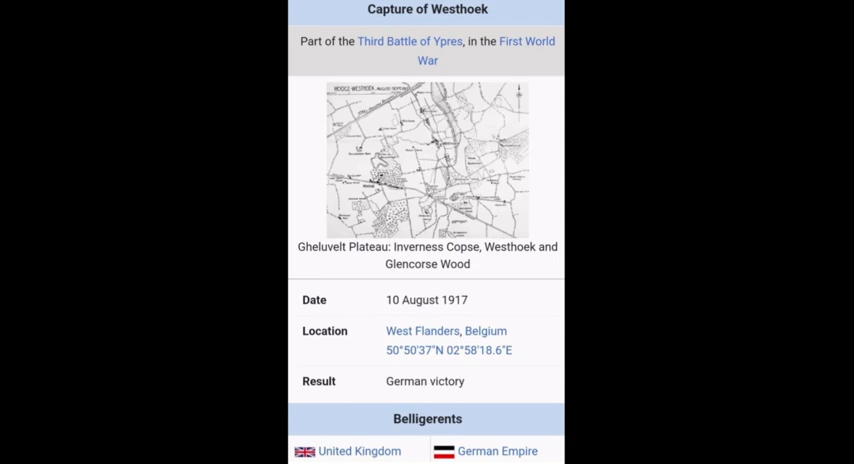 Capture of Westhoek
Part of the Third Battle of Ypres, in the First World
War
Gheluvelt Plateau: Inverness Copse, Westhoek and
Glencorse Wood
Date 10 August 1917
Location West Flanders, Belgium
50°50′37″N 02°58′18.6″E
Result German victory
Belligerents
United Kingdom German Empire